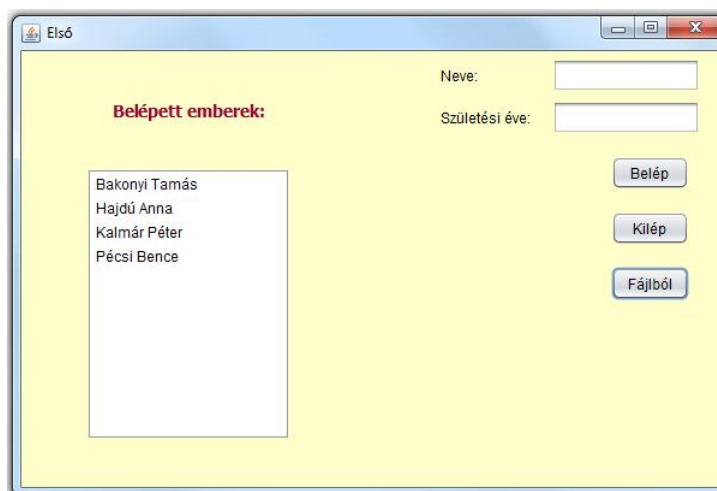 Első
Neve:
Belépett emberek:
Születési éve:
Bakonyi Tamás
Hajdú Anna
Kalmár Péter
Pécsi Bence
Belép
Kilép
Fájlból